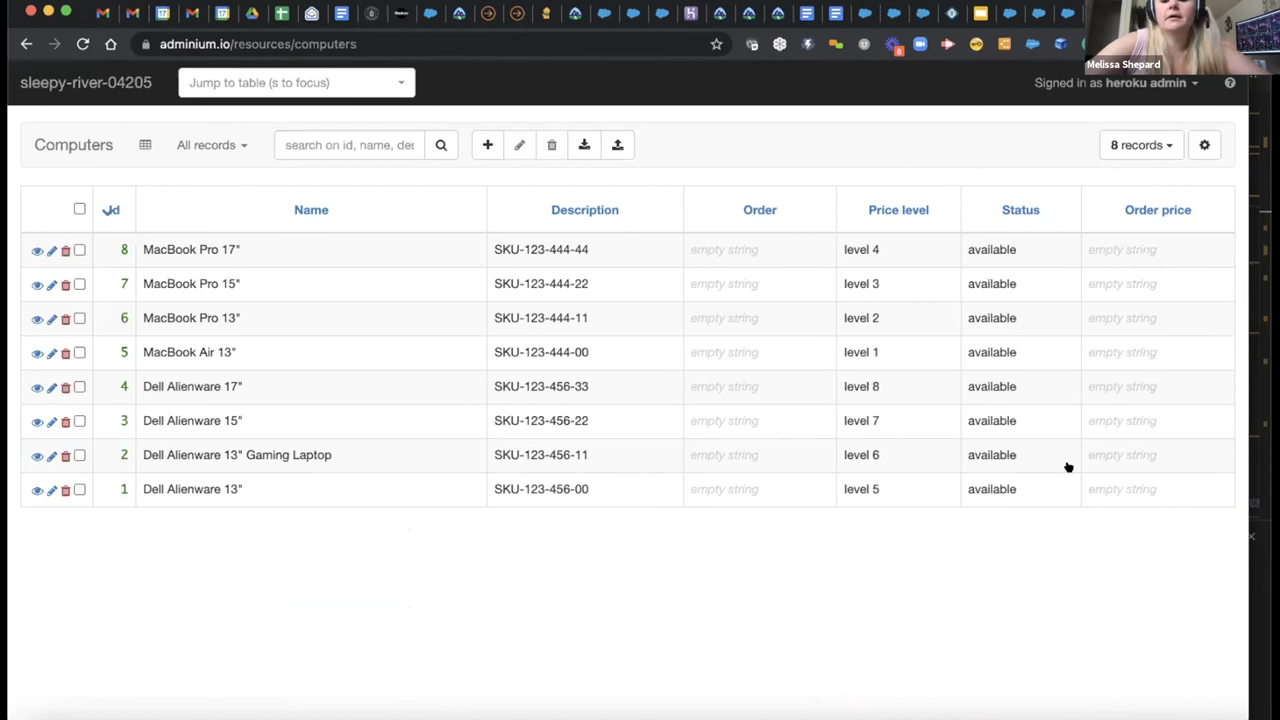 adminium.io/resources/computers
Melissa Shepard
sleepy-river-04205 Jump to table (s to focus) Signed in as heroku admin
Computers All records search on id, name, des 8 records
Id Name Description Order Price level Status Order price
8 MacBook Pro 17" SKU-123-444-44 empty string level 4 available empty string
7 MacBook Pro 15" SKU-123-444-22 empty string level 3 available empty string
6 MacBook Pro 13" SKU-123-444-11 empty string level 2 available empty string
5 MacBook Air 13" SKU-123-444-00 empty string level 1 available empty string
4 Dell Alienware 17" SKU-123-456-33 empty string level 8 available empty string
3 Dell Alienware 15" SKU-123-456-22 empty string level 7 available empty string
2 Dell Alienware 13" Gaming Laptop SKU-123-456-11 empty string level 6 available empty string
1 Dell Alienware 13" SKU-123-456-00 empty string level 5 available empty string